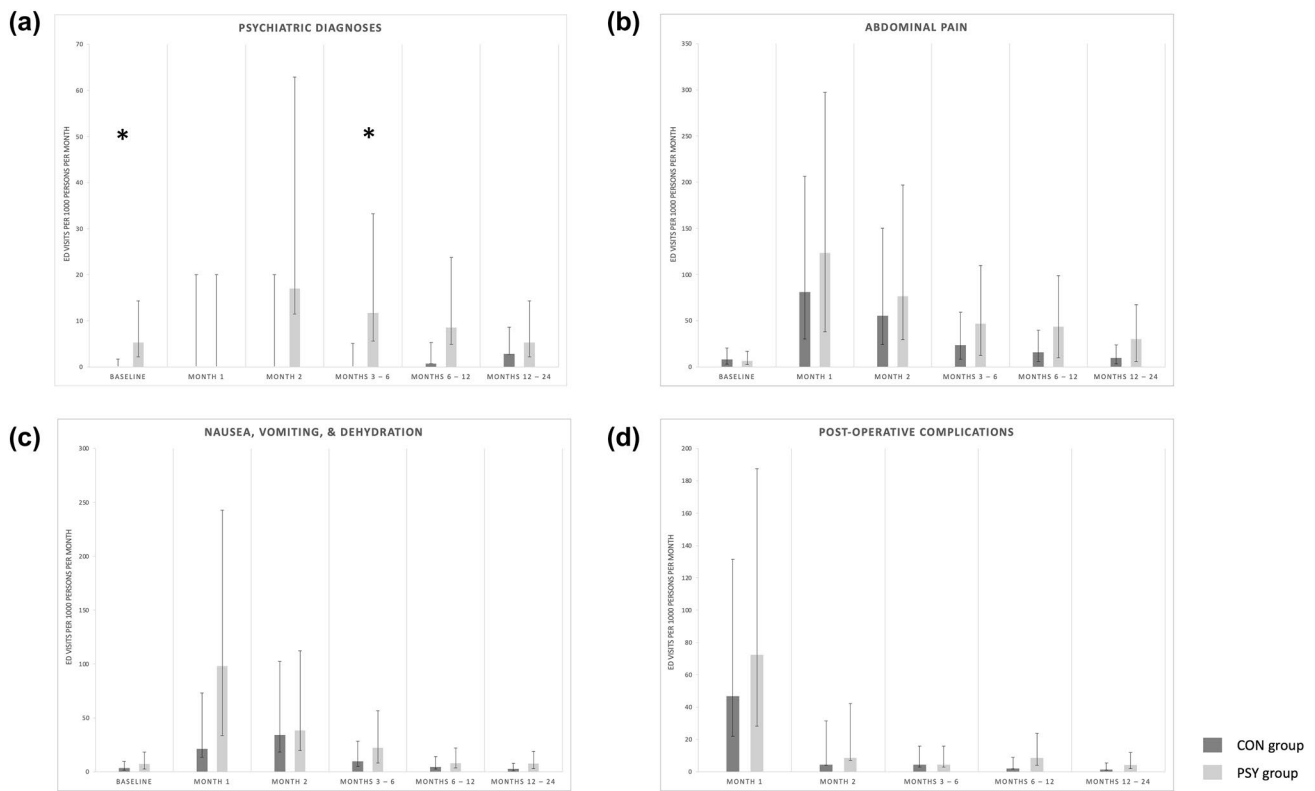 (a)
PSYCHIATRIC DIAGNOSES
ED VISITS PER 1000 PERSONS PER MONTH
70
60
50
40
30
20
10
0
*
*
BASELINE MONTH 1 MONTH 2 MONTHS 3 – 6 MONTHS 6 – 12 MONTHS 12 – 24
(b)
ABDOMINAL PAIN
ED VISITS PER 1000 PERSONS PER MONTH
350
300
250
200
150
100
50
0
BASELINE MONTH 1 MONTH 2 MONTHS 3 – 6 MONTHS 6 – 12 MONTHS 12 – 24
(c)
NAUSEA, VOMITING, & DEHYDRATION
ED VISITS PER 1000 PERSONS PER MONTH
300
250
200
150
100
50
0
BASELINE MONTH 1 MONTH 2 MONTHS 3 – 6 MONTHS 6 – 12 MONTHS 12 – 24
(d)
POST-OPERATIVE COMPLICATIONS
ED VISITS PER 1000 PERSONS PER MONTH
200
180
160
140
120
100
80
60
40
20
0
MONTH 1 MONTH 2 MONTHS 3 – 6 MONTHS 6 – 12 MONTHS 12 – 24
CON group
PSY group